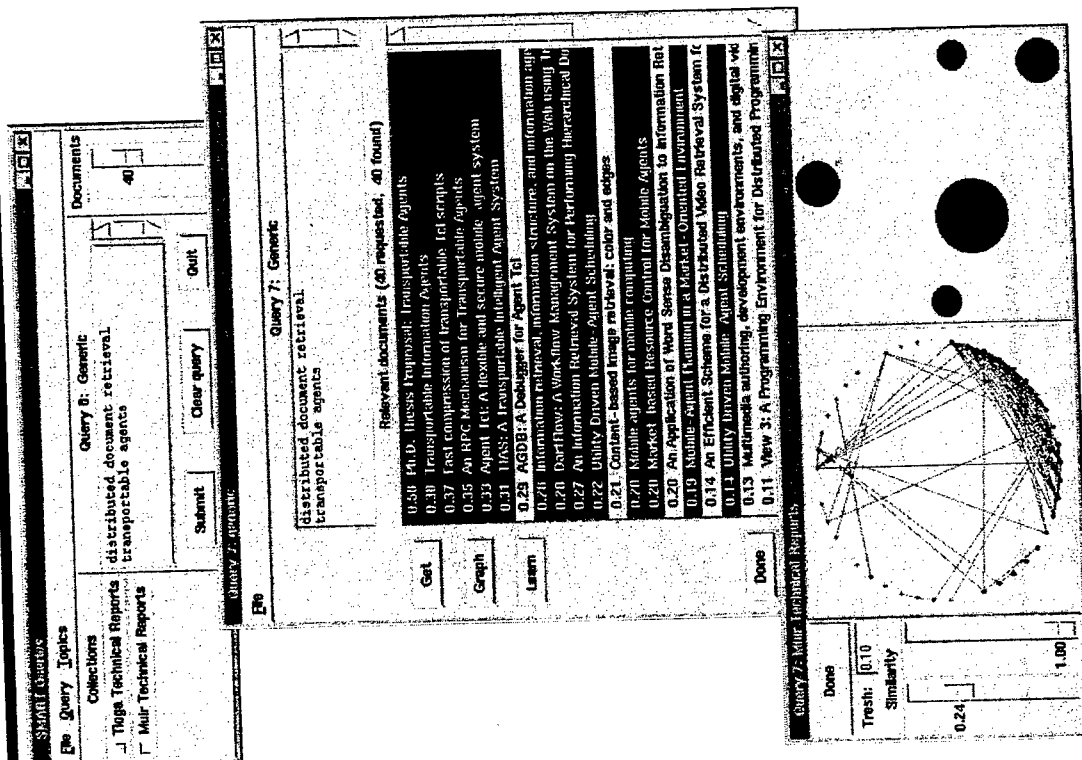 SMART Queries
File Query Topics
Collections
Tioga Technical Reports
Muir Technical Reports
Query 8: Generic
distributed document retrieval
transportable agents
Documents
40
Submit
Clear query
Quit
Query 7: Generic
File
Query 7: Generic
distributed document retrieval
transportable agents
Relevant documents (40 requested, 40 found)
Get
Graph
Learn
Done
0.50 Ph.D. Thesis Proposal: Transportable Agents
0.38 Transportable Information Agents
0.37 Fast compression of transportable Tcl scripts
0.35 An RPC Mechanism for Transportable Agents
0.33 Agent Tcl: A flexible and secure mobile agent system
0.31 TIAS: A Transportable Intelligent Agent System
0.29 AGDB: A Debugger for Agent Tcl
0.28 Information retrieval, information structure, and information age
0.28 DartFlow: A Workflow Management System on the Web using Tr
0.27 An Information Retrieval System for Performing Hierarchical Do
0.22 Utility Driven Mobile-Agent Scheduling
0.21 Content-based image retrieval: color and edges
0.20 Mobile agents for mobile computing
0.20 Market-based Resource Control for Mobile Agents
0.20 An Application of Word Sense Disambiguation to Information Ret
0.19 Mobile-Agent Planning in a Market-Oriented Environment
0.14 An Efficient Scheme for a Distributed Video Retrieval System fo
0.14 Utility Driven Mobile-Agent Scheduling
0.13 Multimedia authoring, development environments, and digital vid
0.11 View 3: A Programming Environment for Distributed Programmin
Query 7: Muir Technical Reports
Done
Tresh: 0.10
Similarity
0.24
1.00